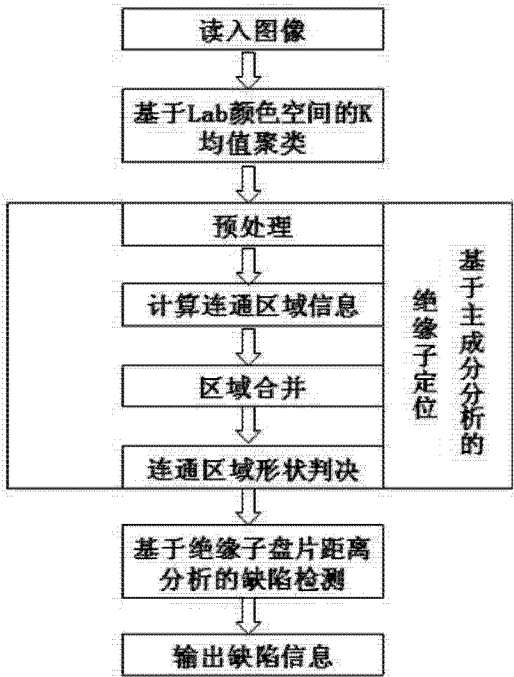 读入图像
基于Lab颜色空间的K
均值聚类
预处理
计算连通区域信息
区域合并
连通区域形状判决
基于主成分分析的
绝缘子定位
基于绝缘子盘片距离
分析的缺陷检测
输出缺陷信息